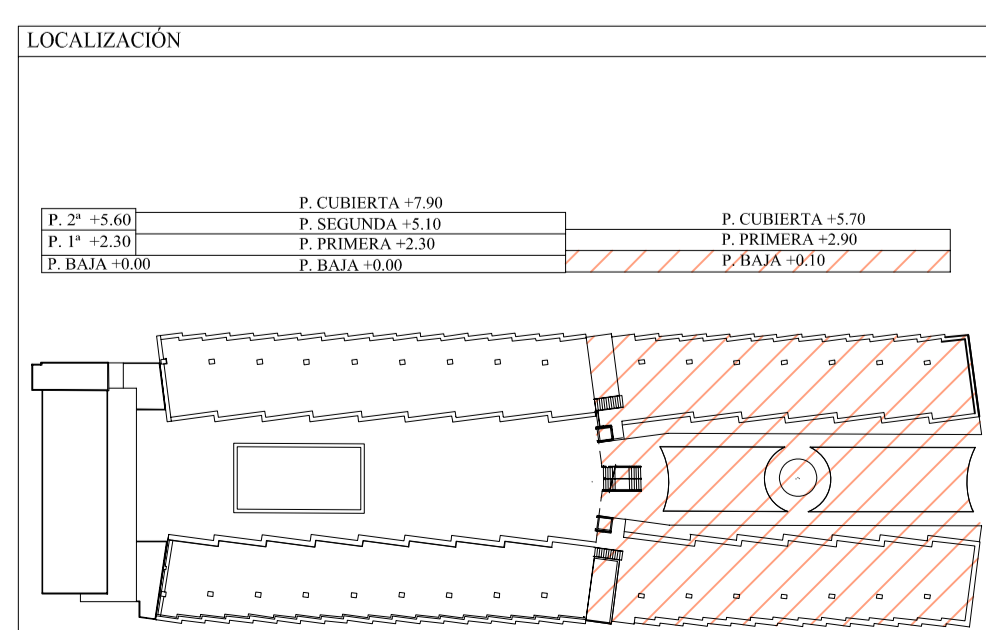 LOCALIZACIÓN
P. CUBIERTA +7.90
P. 2ª +5.60
P. SEGUNDA +5.10
P. CUBIERTA +5.70
P. 1ª +2.30
P. PRIMERA +2.30
P. PRIMERA +2.90
P. BAJA +0.00
P. BAJA +0.00
P. BAJA +0.10